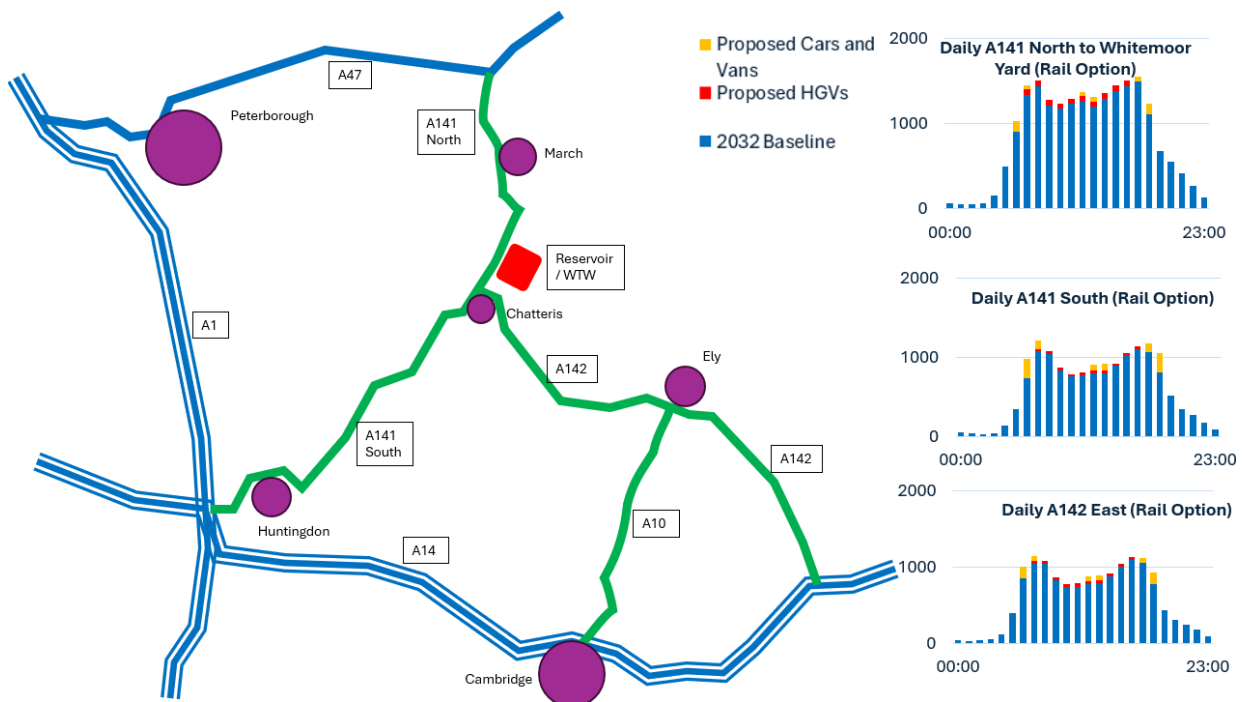 A47
Peterborough
A141
North
March
Reservoir
/ WTW
Chatteris
A1
A142
Ely
A141
South
A142
Huntingdon
A10
A14
Cambridge
Proposed Cars and
Vans
Proposed HGVs
2032 Baseline
2000
Daily A141 North to Whitemoor
Yard (Rail Option)
1000
0
00:00
23:00
2000
Daily A141 South (Rail Option)
1000
0
00:00
23:00
2000
Daily A142 East (Rail Option)
1000
0
00:00
23:00